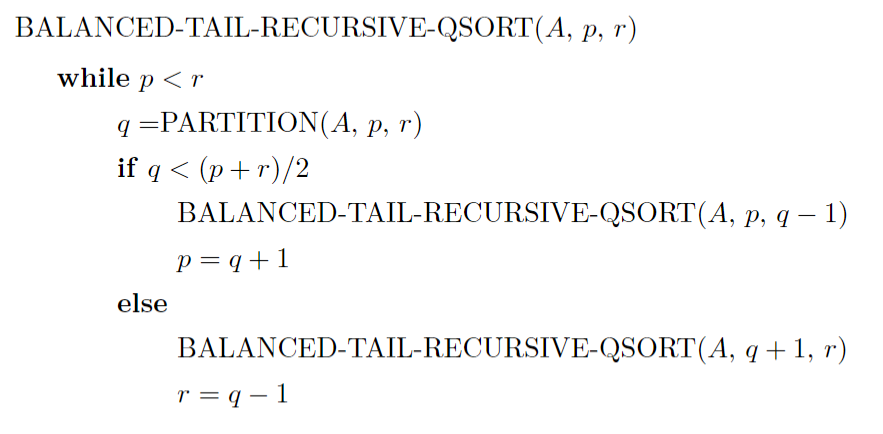 BALANCED-TAIL-RECURSIVE-QSORT(A, p, r)
while p < r
q =PARTITION(A, p, r)
if q < (p + r)/2
BALANCED-TAIL-RECURSIVE-QSORT(A, p, q − 1)
p = q + 1
else
BALANCED-TAIL-RECURSIVE-QSORT(A, q + 1, r)
r = q − 1